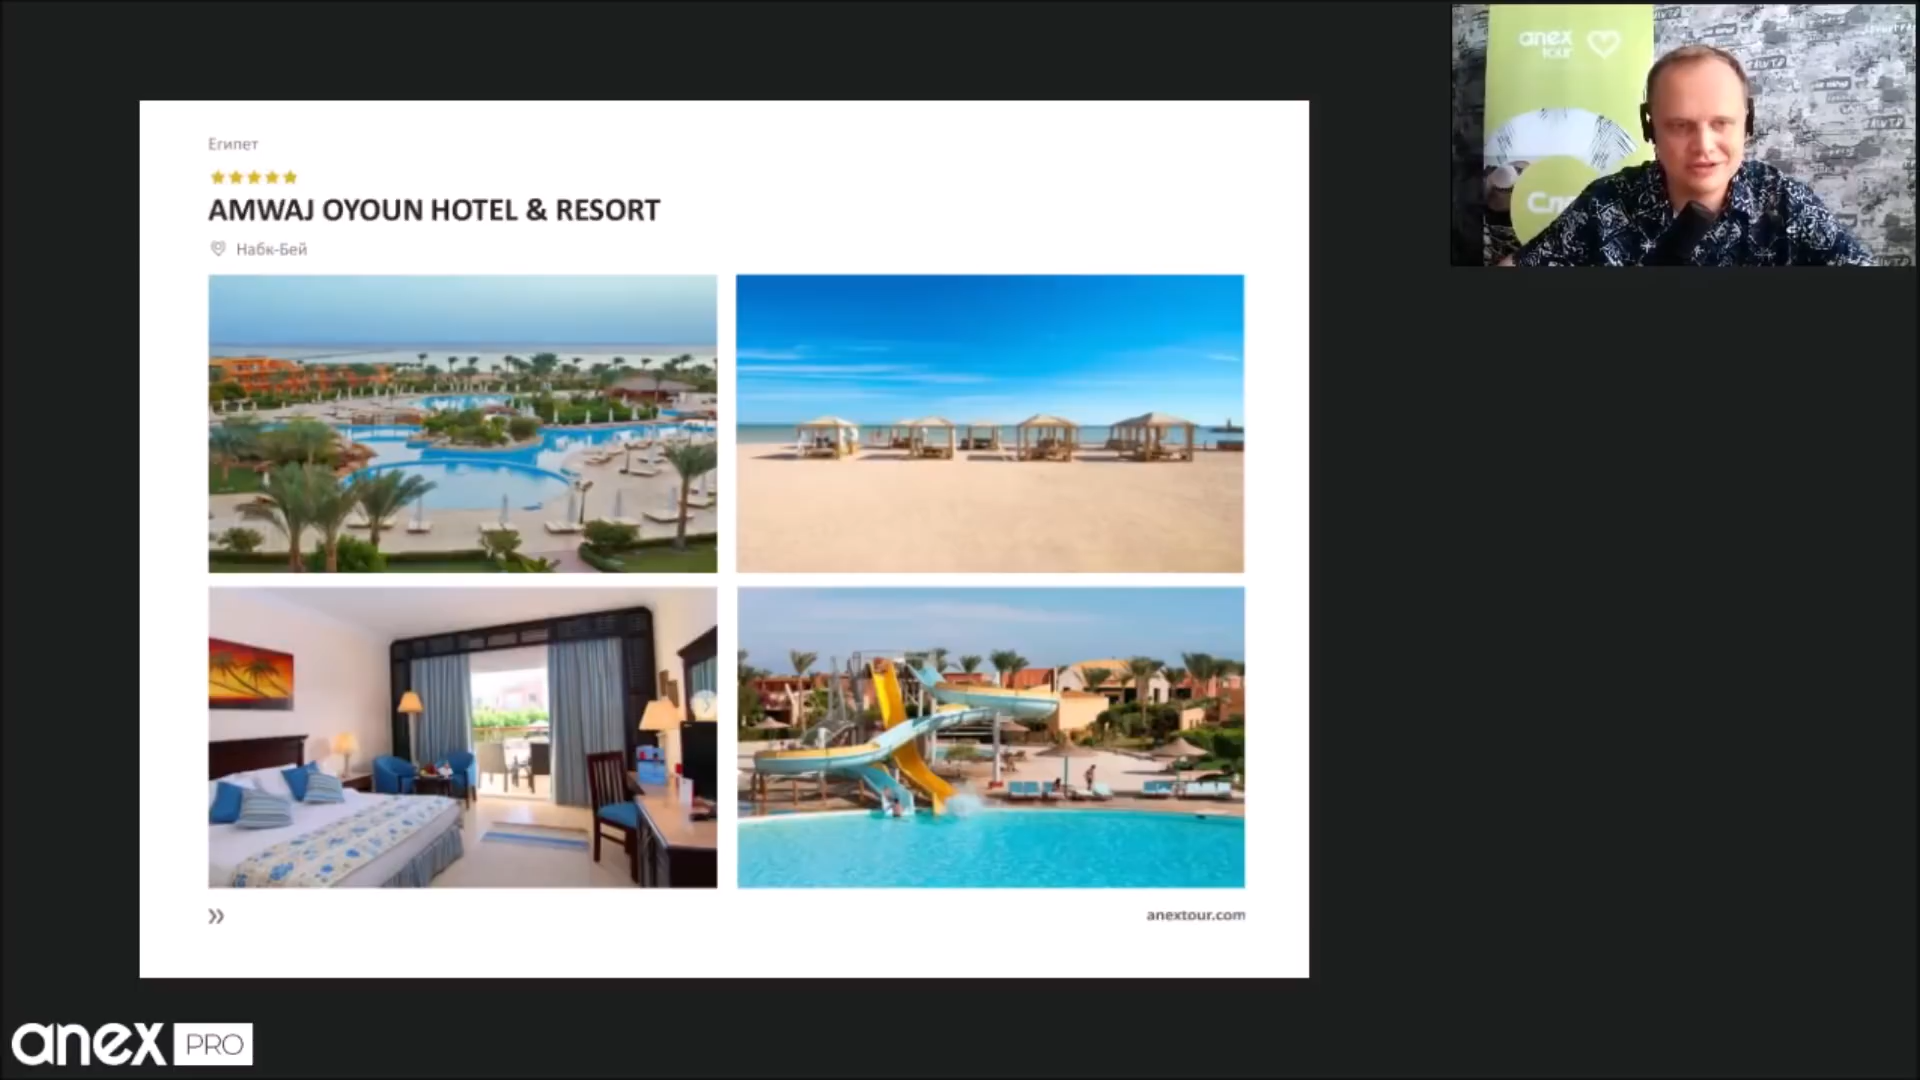 Египет
AMWAJ OYOUN HOTEL & RESORT
Набк-Бей
anextour.com
anex PRO
anex
tour